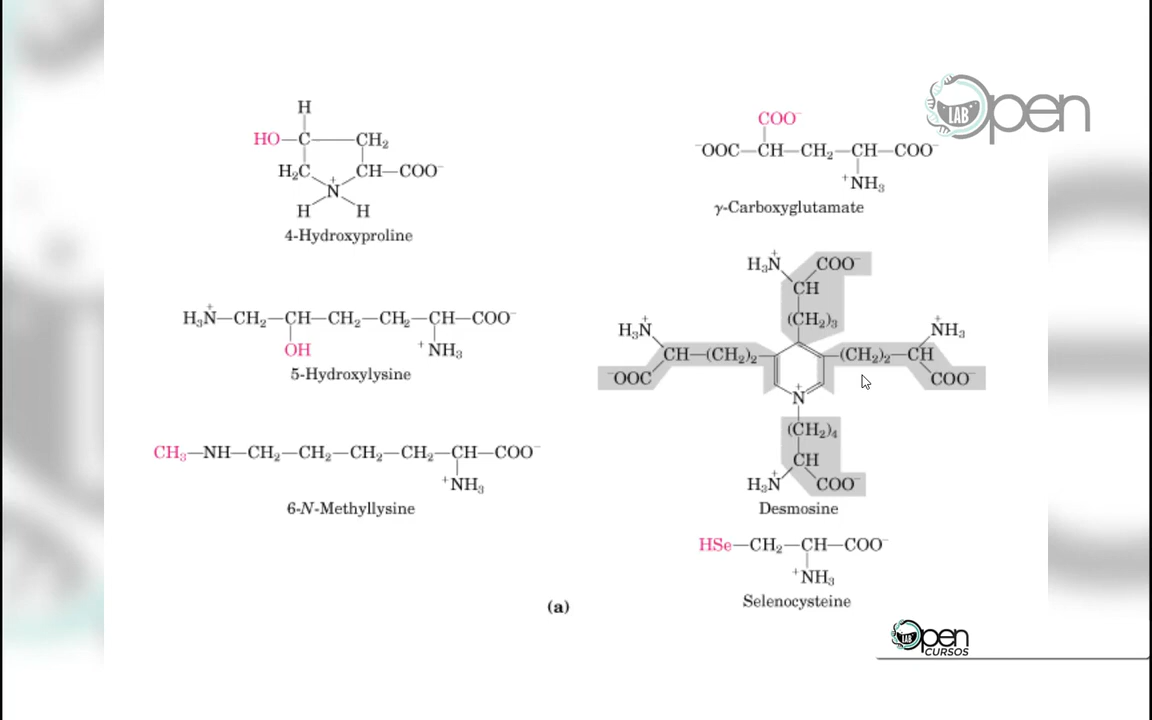 H
HO—C—CH₂
H₂C CH—COO⁻
N⁺
H H
4-Hydroxyproline
H₃N⁺—CH₂—CH—CH₂—CH₂—CH—COO⁻
OH ⁺NH₃
5-Hydroxylysine
CH₃—NH—CH₂—CH₂—CH₂—CH₂—CH—COO⁻
⁺NH₃
6-N-Methyllysine
(a)
Open
LAB
COO⁻
⁻OOC—CH—CH₂—CH—COO⁻
⁺NH₃
γ-Carboxyglutamate
H₃N⁺ COO⁻
CH
(CH₂)₃
H₃N⁺ N⁺H₃
CH—(CH₂)₂ (CH₂)₂—CH
⁻OOC COO⁻
N⁺
(CH₂)₄
CH
H₃N⁺ COO⁻
Desmosine
HSe—CH₂—CH—COO⁻
⁺NH₃
Selenocysteine
Open
LAB
CURSOS